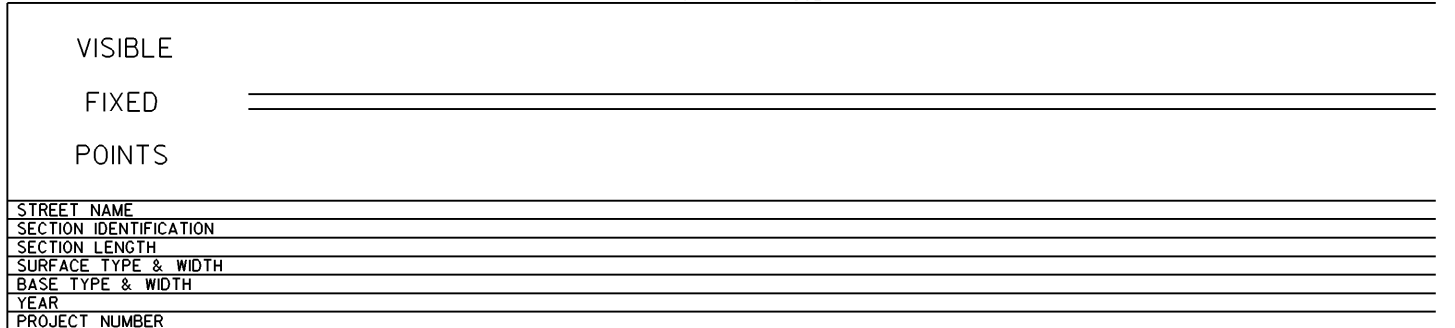 VISIBLE
FIXED
POINTS
STREET NAME
SECTION IDENTIFICATION
SECTION LENGTH
SURFACE TYPE & WIDTH
BASE TYPE & WIDTH
YEAR
PROJECT NUMBER